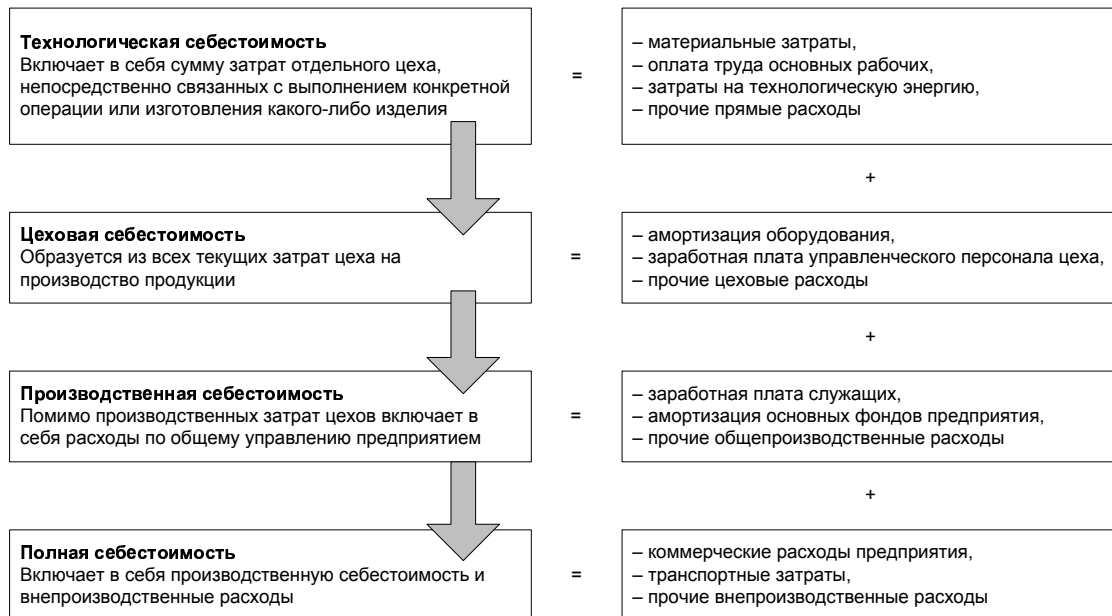 Технологическая себестоимость
Включает в себя сумму затрат отдельного цеха,
непосредственно связанных с выполнением конкретной
операции или изготовления какого-либо изделия
=
– материальные затраты,
– оплата труда основных рабочих,
– затраты на технологическую энергию,
– прочие прямые расходы
+
Цеховая себестоимость
Образуется из всех текущих затрат цеха на
производство продукции
=
– амортизация оборудования,
– заработная плата управленческого персонала цеха,
– прочие цеховые расходы
+
Производственная себестоимость
Помимо производственных затрат цехов включает в
себя расходы по общему управлению предприятием
=
– заработная плата служащих,
– амортизация основных фондов предприятия,
– прочие общепроизводственные расходы
+
Полная себестоимость
Включает в себя производственную себестоимость и
внепроизводственные расходы
=
– коммерческие расходы предприятия,
– транспортные затраты,
– прочие внепроизводственные расходы